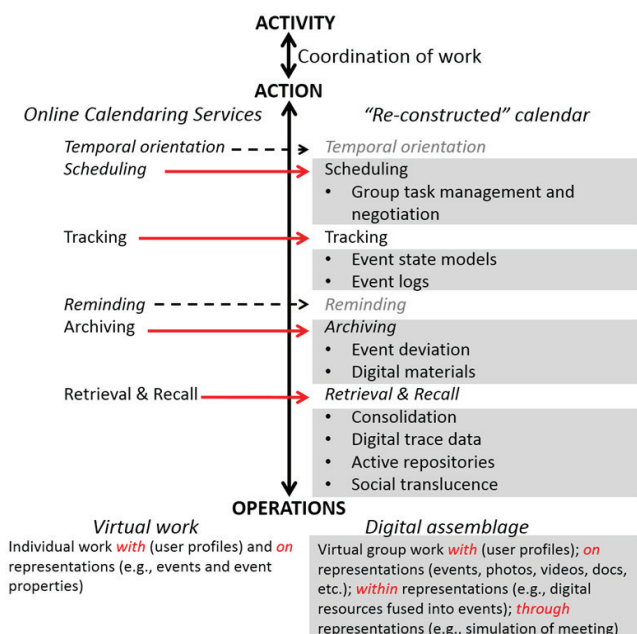 ACTIVITY
Coordination of work
ACTION
Online Calendaring Services
“Re-constructed” calendar
Temporal orientation
Temporal orientation
Scheduling
Scheduling
• Group task management and
negotiation
Tracking
Tracking
• Event state models
• Event logs
Reminding
Reminding
Archiving
Archiving
• Event deviation
• Digital materials
Retrieval & Recall
Retrieval & Recall
• Consolidation
• Digital trace data
• Active repositories
• Social translucence
OPERATIONS
Virtual work
Individual work with (user profiles) and on
representations (e.g., events and event
properties)
Digital assemblage
Virtual group work with (user profiles); on
representations (events, photos, videos, docs,
etc.); within representations (e.g., digital
resources fused into events); through
representations (e.g., simulation of meeting)